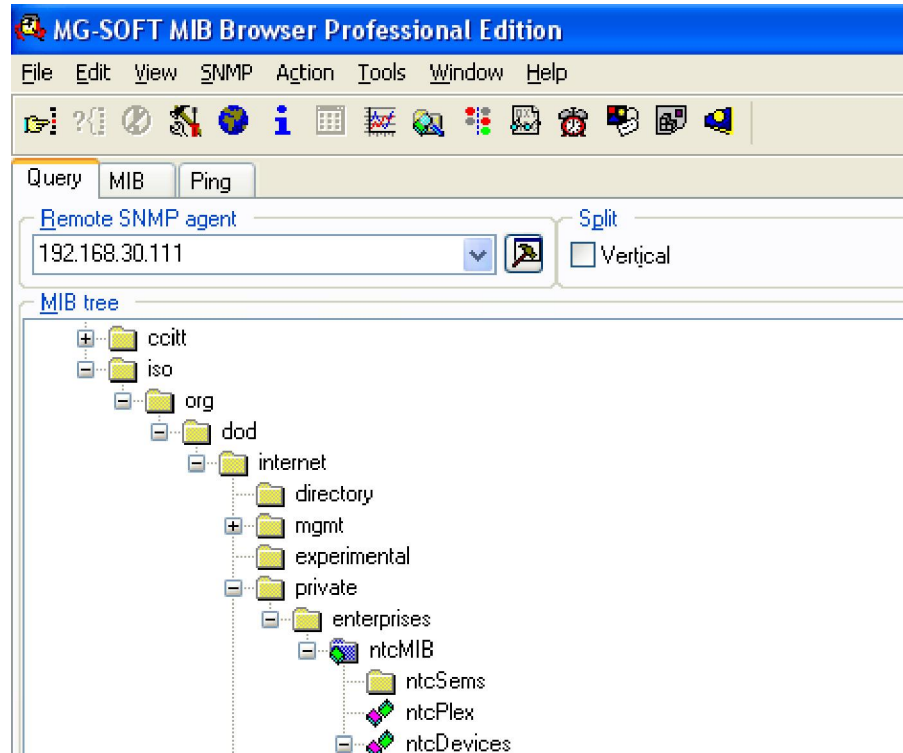 MG-SOFT MIB Browser Professional Edition
File Edit View SNMP Action Tools Window Help
Query MIB Ping
Remote SNMP agent
Split
192.168.30.111
Vertical
MIB tree
ccitt
iso
org
dod
internet
directory
mgmt
experimental
private
enterprises
ntcMIB
ntcSems
ntcPlex
ntcDevices